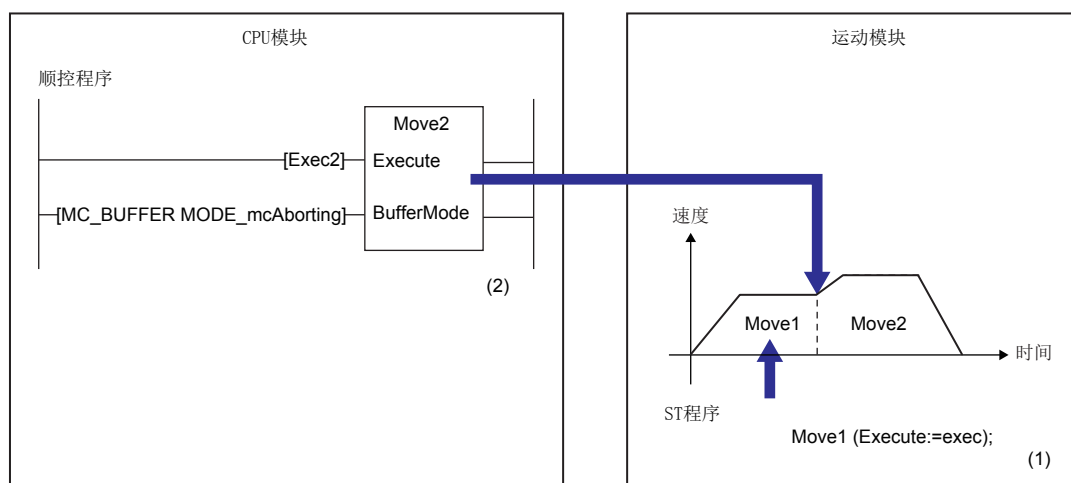 CPU模块
顺控程序
Move2
[Exec2]
Execute
[MC_BUFFER MODE_mcAborting]
BufferMode
(2)
运动模块
速度
Move1
Move2
时间
ST程序
Move1 (Execute:=exec);
(1)